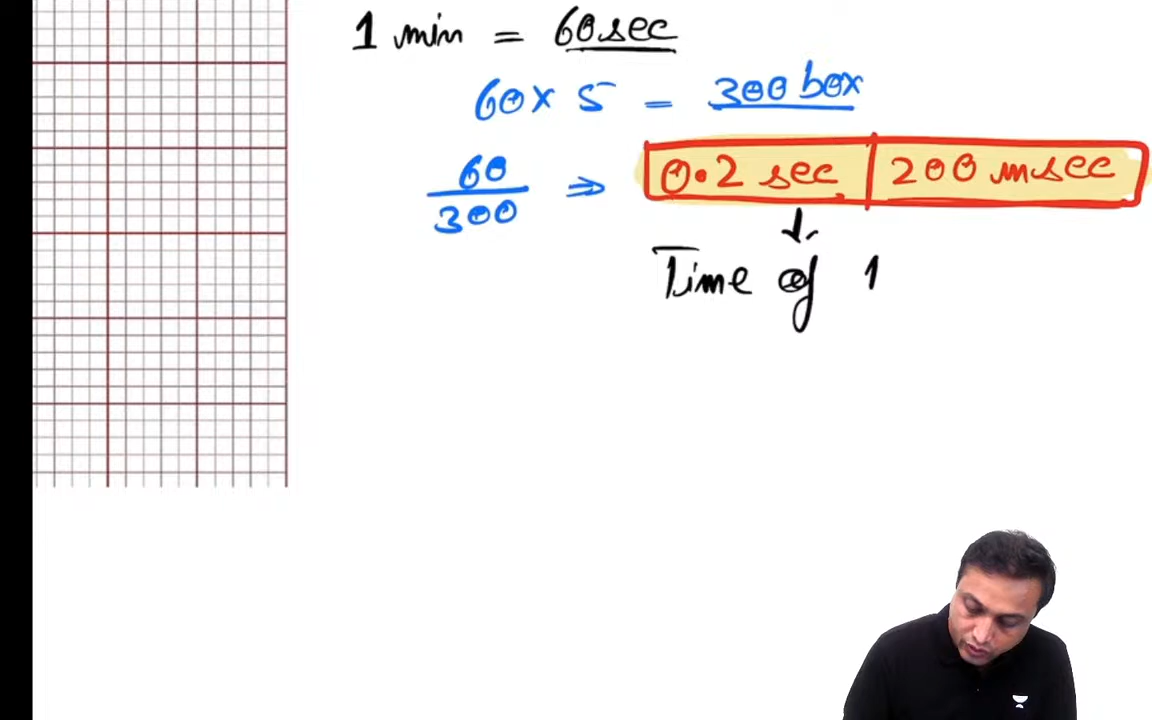 1 min = 60 sec
60 x 5 = 300 box
60/300 ⇒ 0.2 sec | 200 msec
↓
Time of 1